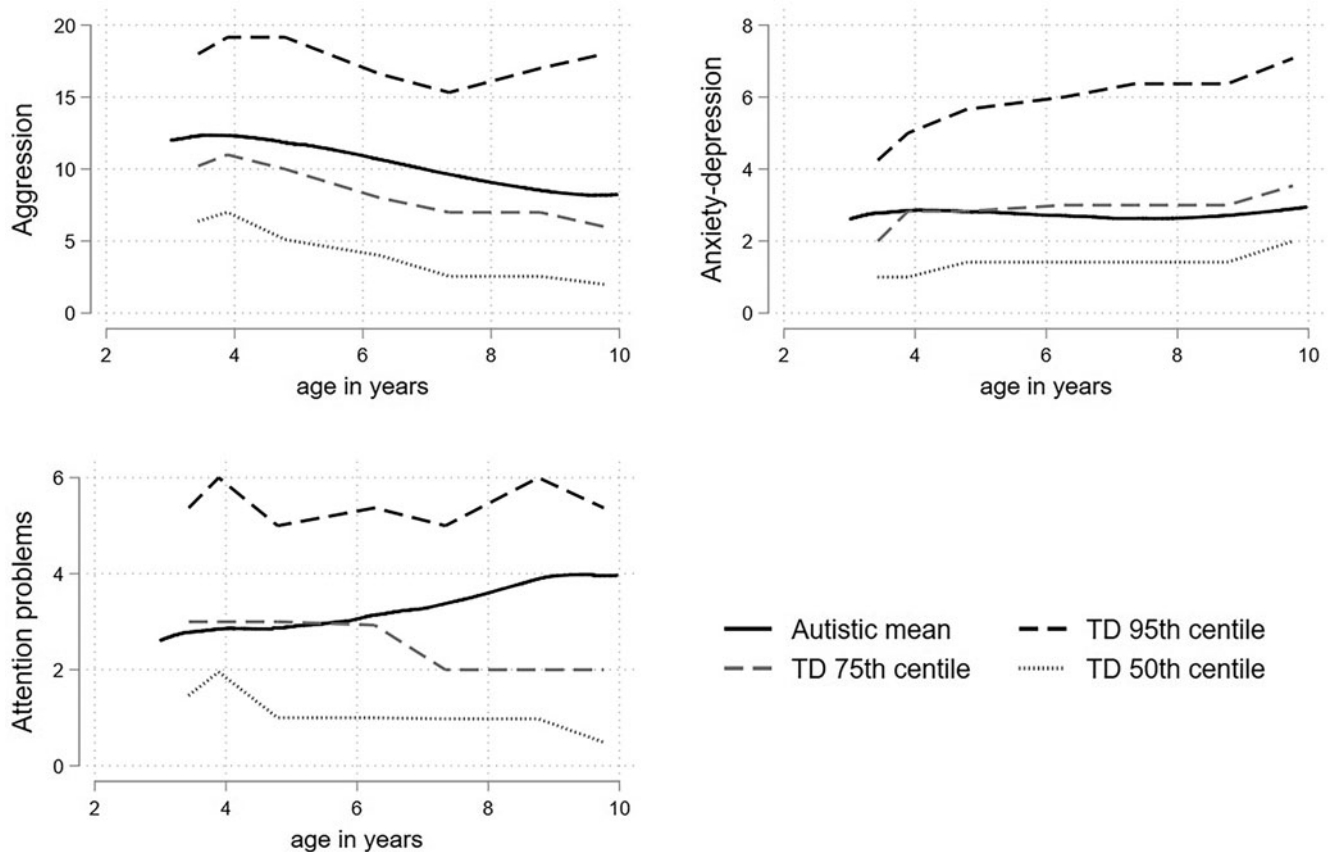 Aggression
20
15
10
5
0
2 4 6 8 10
age in years
Anxiety-depression
8
6
4
2
0
2 4 6 8 10
age in years
Attention problems
6
4
2
0
2 4 6 8 10
age in years
Autistic mean
TD 95th centile
TD 75th centile
TD 50th centile